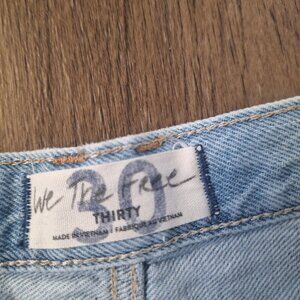 30
We The Free
THIRTY
MADE IN VIETNAM | FABRIQUÉ AU VIETNAM